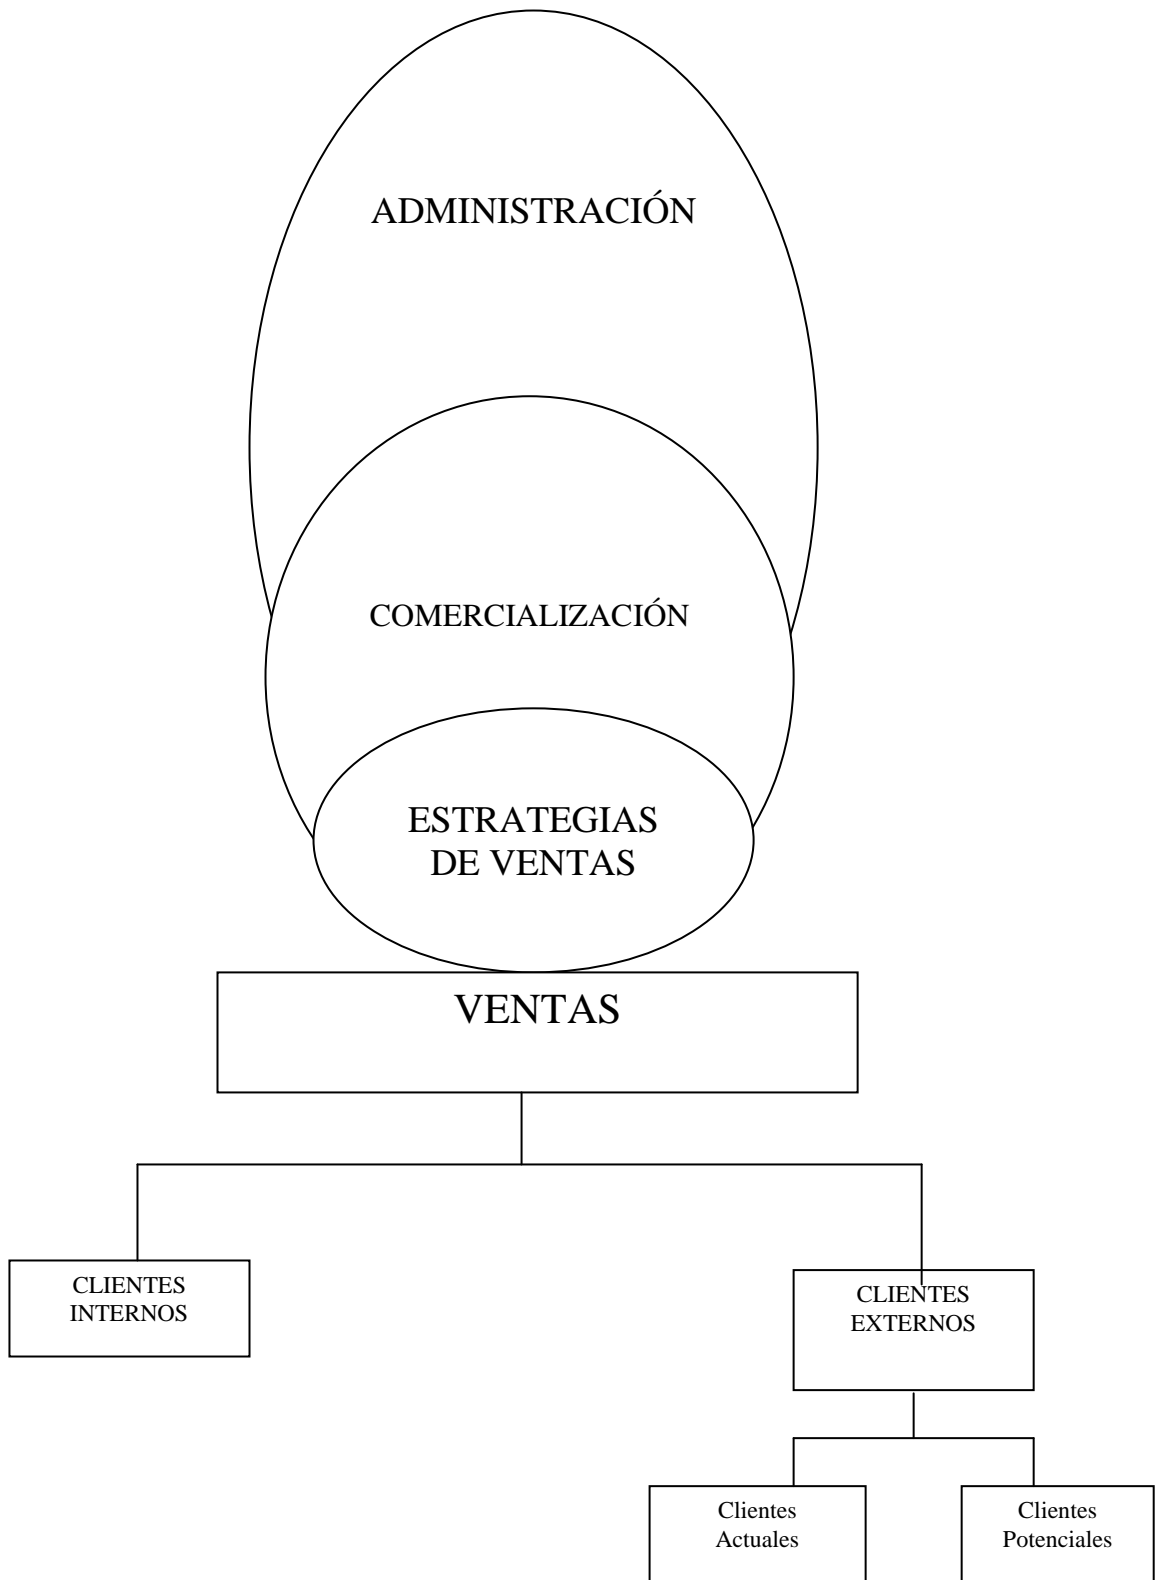 ADMINISTRACIÓN
COMERCIALIZACIÓN
ESTRATEGIAS
DE VENTAS
VENTAS
CLIENTES
INTERNOS
CLIENTES
EXTERNOS
Clientes
Actuales
Clientes
Potenciales